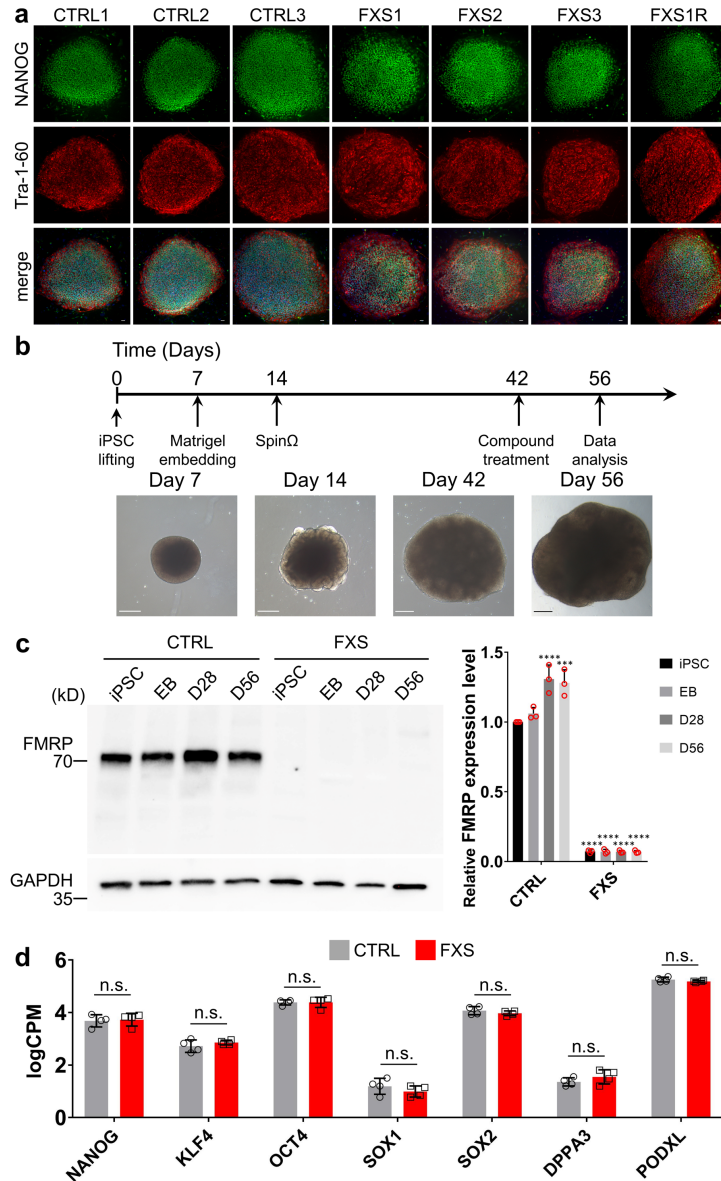 a
CTRL1 CTRL2 CTRL3 FXS1 FXS2 FXS3 FXS1R
NANOG
Tra-1-60
merge
b
Time (Days)
0 7 14 42 56
iPSC lifting
Matrigel embedding
SpinΩ
Compound treatment
Data analysis
Day 7 Day 14 Day 42 Day 56
c
CTRL FXS
(kD) iPSC EB D28 D56 iPSC EB D28 D56
FMRP
70
GAPDH
35
Relative FMRP expression level
1.5
1.0
0.5
0.0
**** ***
**** **** **** ****
CTRL FXS
iPSC
EB
D28
D56
d
CTRL FXS
logCPM
6
4
2
0
n.s. n.s. n.s. n.s. n.s. n.s. n.s.
NANOG KLF4 OCT4 SOX1 SOX2 DPPA3 PODXL